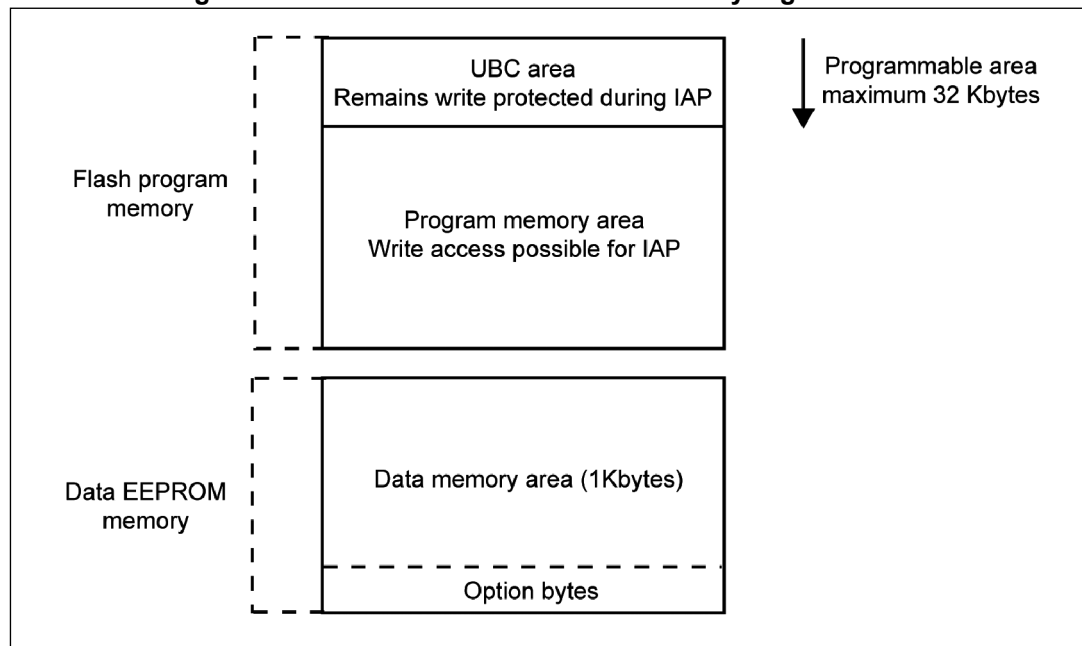 UBC area
Remains write protected during IAP
Programmable area
maximum 32 Kbytes
Flash program
memory
Program memory area
Write access possible for IAP
Data EEPROM
memory
Data memory area (1Kbytes)
Option bytes